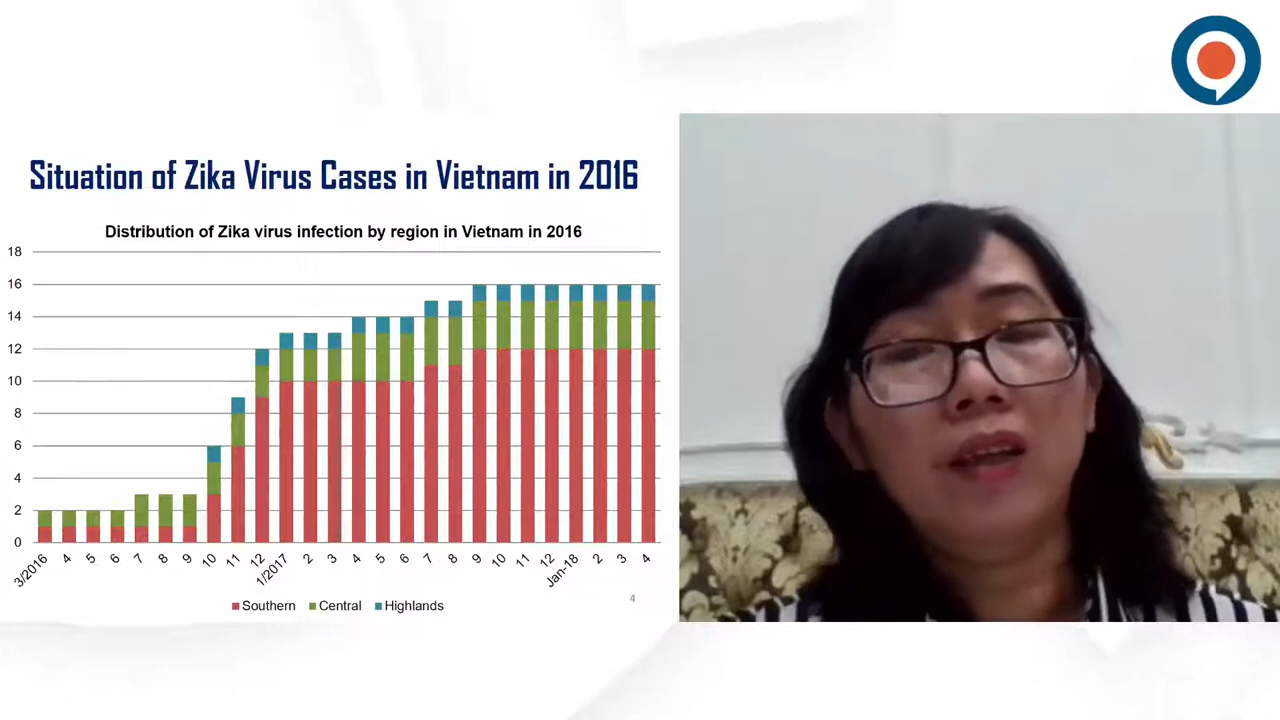 Situation of Zika Virus Cases in Vietnam in 2016
Distribution of Zika virus infection by region in Vietnam in 2016
18
16
14
12
10
8
6
4
2
0
3/2016 4 5 6 7 8 9 10 11 12 1/2017 2 3 4 5 6 7 8 9 10 11 12 Jan-18 2 3 4
Southern Central Highlands
4